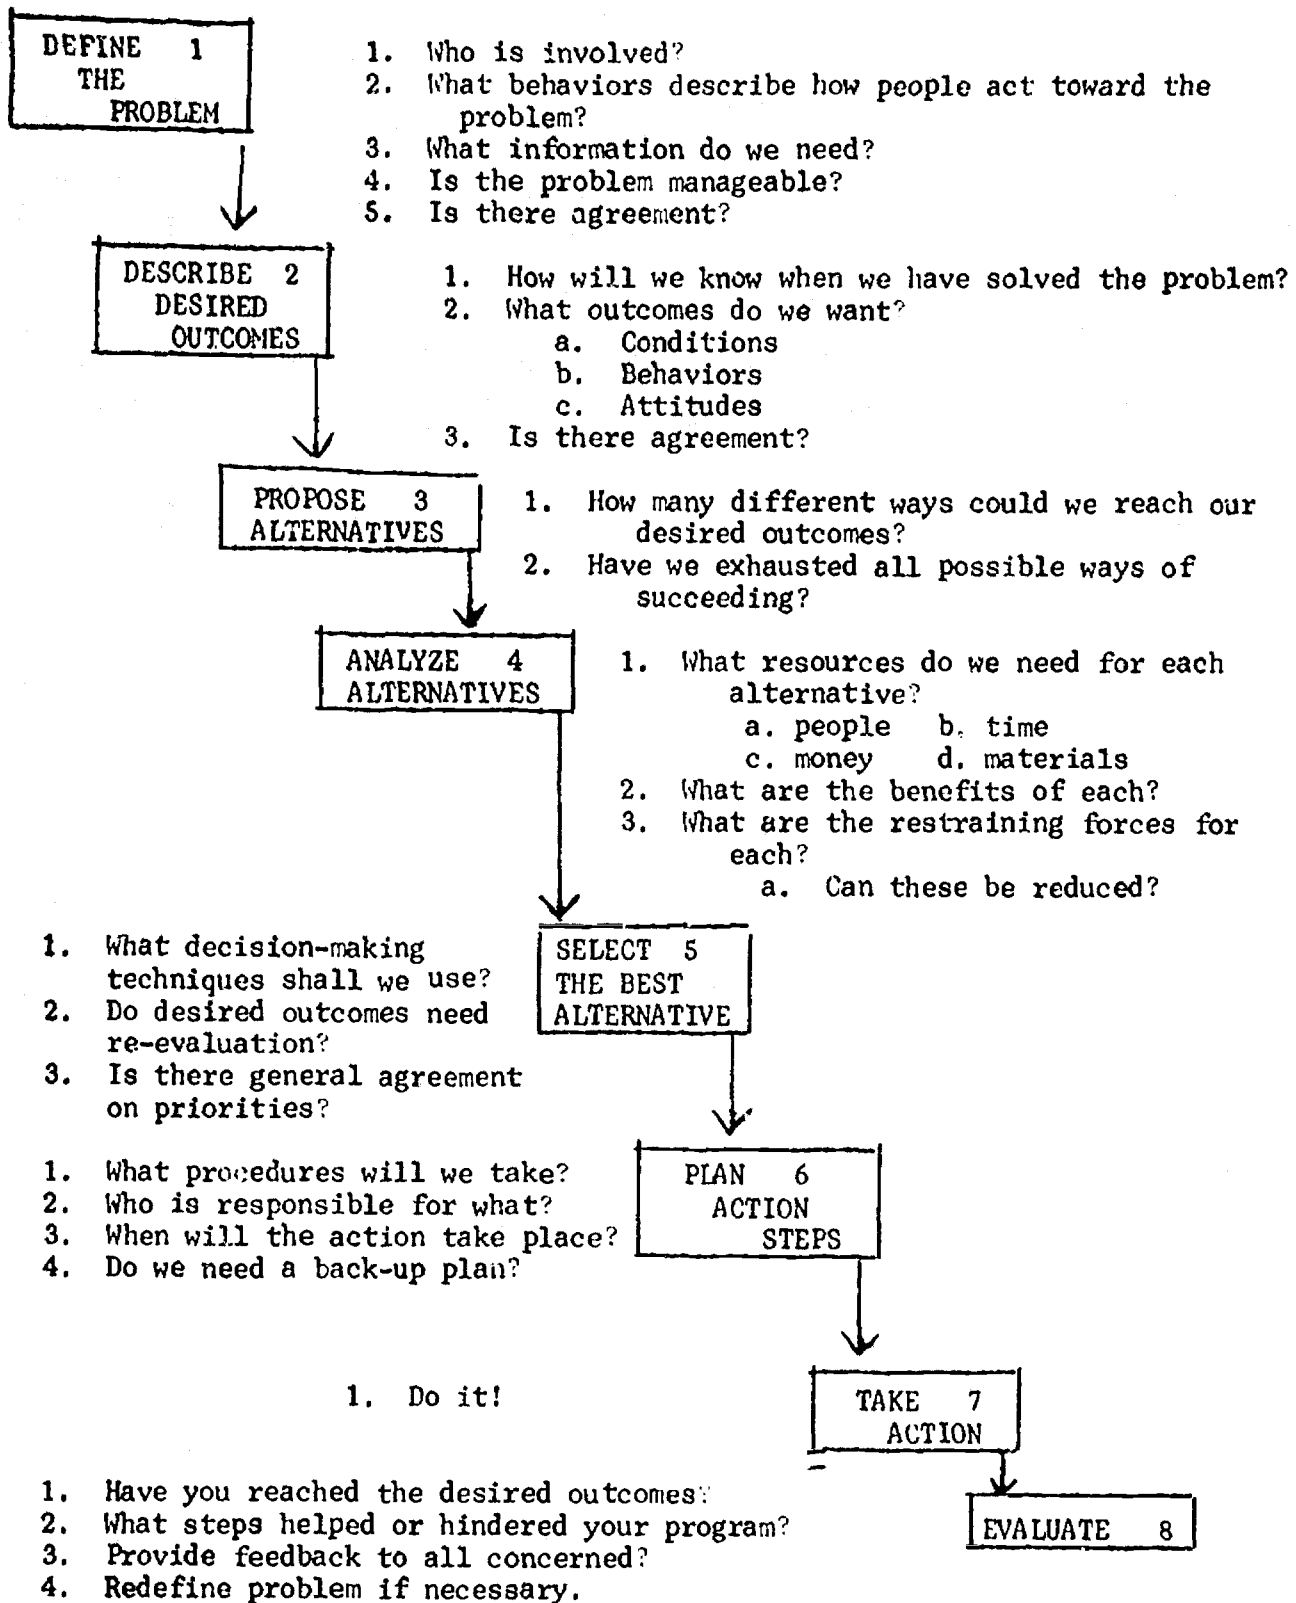 DEFINE 1
THE
PROBLEM
1. Who is involved?
2. What behaviors describe how people act toward the
problem?
3. What information do we need?
4. Is the problem manageable?
5. Is there agreement?
DESCRIBE 2
DESIRED
OUTCOMES
1. How will we know when we have solved the problem?
2. What outcomes do we want?
a. Conditions
b. Behaviors
c. Attitudes
3. Is there agreement?
PROPOSE 3
ALTERNATIVES
1. How many different ways could we reach our
desired outcomes?
2. Have we exhausted all possible ways of
succeeding?
ANALYZE 4
ALTERNATIVES
1. What resources do we need for each
alternative?
a. people b. time
c. money d. materials
2. What are the benefits of each?
3. What are the restraining forces for
each?
a. Can these be reduced?
SELECT 5
THE BEST
ALTERNATIVE
1. What decision-making
techniques shall we use?
2. Do desired outcomes need
re-evaluation?
3. Is there general agreement
on priorities?
PLAN 6
ACTION
STEPS
1. What procedures will we take?
2. Who is responsible for what?
3. When will the action take place?
4. Do we need a back-up plan?
TAKE 7
ACTION
1. Do it!
EVALUATE 8
1. Have you reached the desired outcomes?
2. What steps helped or hindered your program?
3. Provide feedback to all concerned?
4. Redefine problem if necessary.